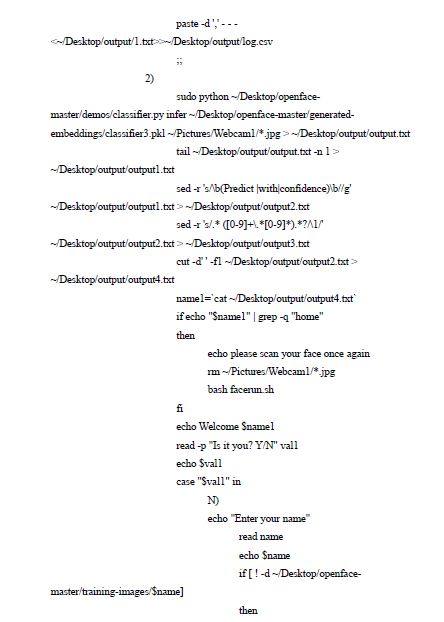 paste -d ',' - - -
<~/Desktop/output/1.txt>>~/Desktop/output/log.csv
;;
2)
sudo python ~/Desktop/openface-
master/demos/classifier.py infer ~/Desktop/openface-master/generated-
embeddings/classifier3.pkl ~/Pictures/Webcam1/*.jpg > ~/Desktop/output/output.txt
tail ~/Desktop/output/output.txt -n 1 >
~/Desktop/output/output1.txt
sed -r 's/\b(Predict |with|confidence)\b//g'
~/Desktop/output/output1.txt > ~/Desktop/output/output2.txt
sed -r 's/.* ([0-9]+\.*[0-9]*).*?/\1/'
~/Desktop/output/output2.txt > ~/Desktop/output/output3.txt
cut -d' ' -f1 ~/Desktop/output/output2.txt >
~/Desktop/output/output4.txt
name1=`cat ~/Desktop/output/output4.txt`
if echo "$name1" | grep -q "home"
then
echo please scan your face once again
rm ~/Pictures/Webcam1/*.jpg
bash facerun.sh
fi
echo Welcome $name1
read -p "Is it you? Y/N" val1
echo $val1
case "$val1" in
N)
echo "Enter your name"
read name
echo $name
if [ ! -d ~/Desktop/openface-
master/training-images/$name]
then